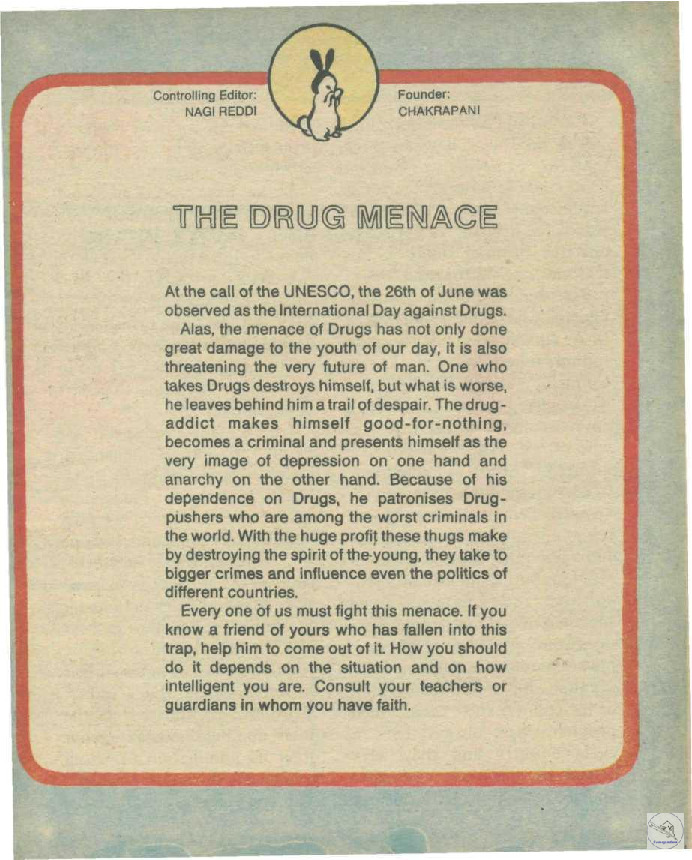 Controlling Editor:
NAGI REDDI
Founder:
CHAKRAPANI
THE DRUG MENACE
At the call of the UNESCO, the 26th of June was
observed as the International Day against Drugs.
Alas, the menace of Drugs has not only done
great damage to the youth of our day, it is also
threatening the very future of man. One who
takes Drugs destroys himself, but what is worse,
he leaves behind him a trail of despair. The drug-
addict makes himself good-for-nothing,
becomes a criminal and presents himself as the
very image of depression on one hand and
anarchy on the other hand. Because of his
dependence on Drugs, he patronises Drug-
pushers who are among the worst criminals in
the world. With the huge profit these thugs make
by destroying the spirit of the young, they take to
bigger crimes and influence even the politics of
different countries.
Every one of us must fight this menace. If you
know a friend of yours who has fallen into this
trap, help him to come out of it. How you should
do it depends on the situation and on how
intelligent you are. Consult your teachers or
guardians in whom you have faith.